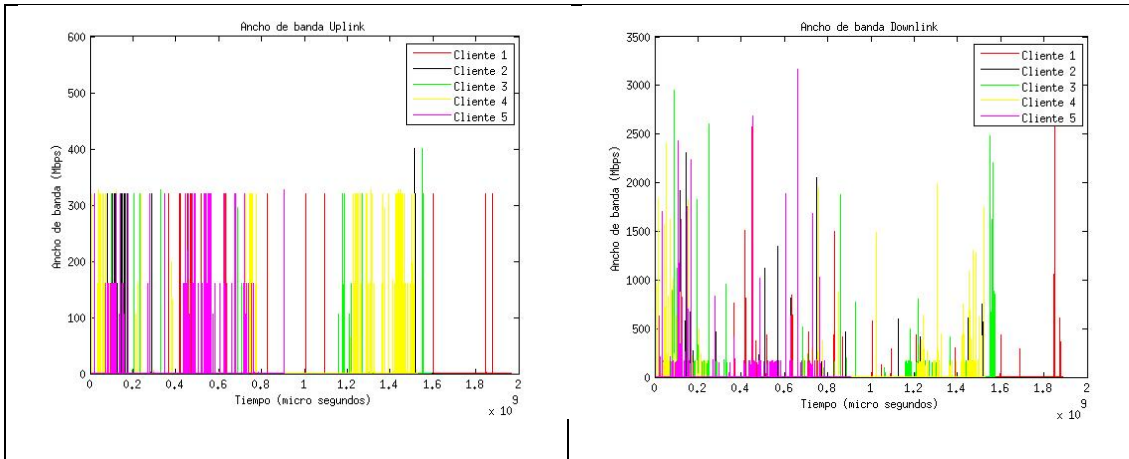 Ancho de banda Uplink
600
500
400
300
200
100
0
Ancho de banda (Mbps)
Cliente 1
Cliente 2
Cliente 3
Cliente 4
Cliente 5
0 0.2 0.4 0.6 0.8 1 1.2 1.4 1.6 1.8 2
Tiempo (micro segundos)
x 10 9
Ancho de banda Downlink
3500
3000
2500
2000
1500
1000
500
0
Ancho de banda (Mbps)
Cliente 1
Cliente 2
Cliente 3
Cliente 4
Cliente 5
0 0.2 0.4 0.6 0.8 1 1.2 1.4 1.6 1.8 2
Tiempo (micro segundos)
x 10 9